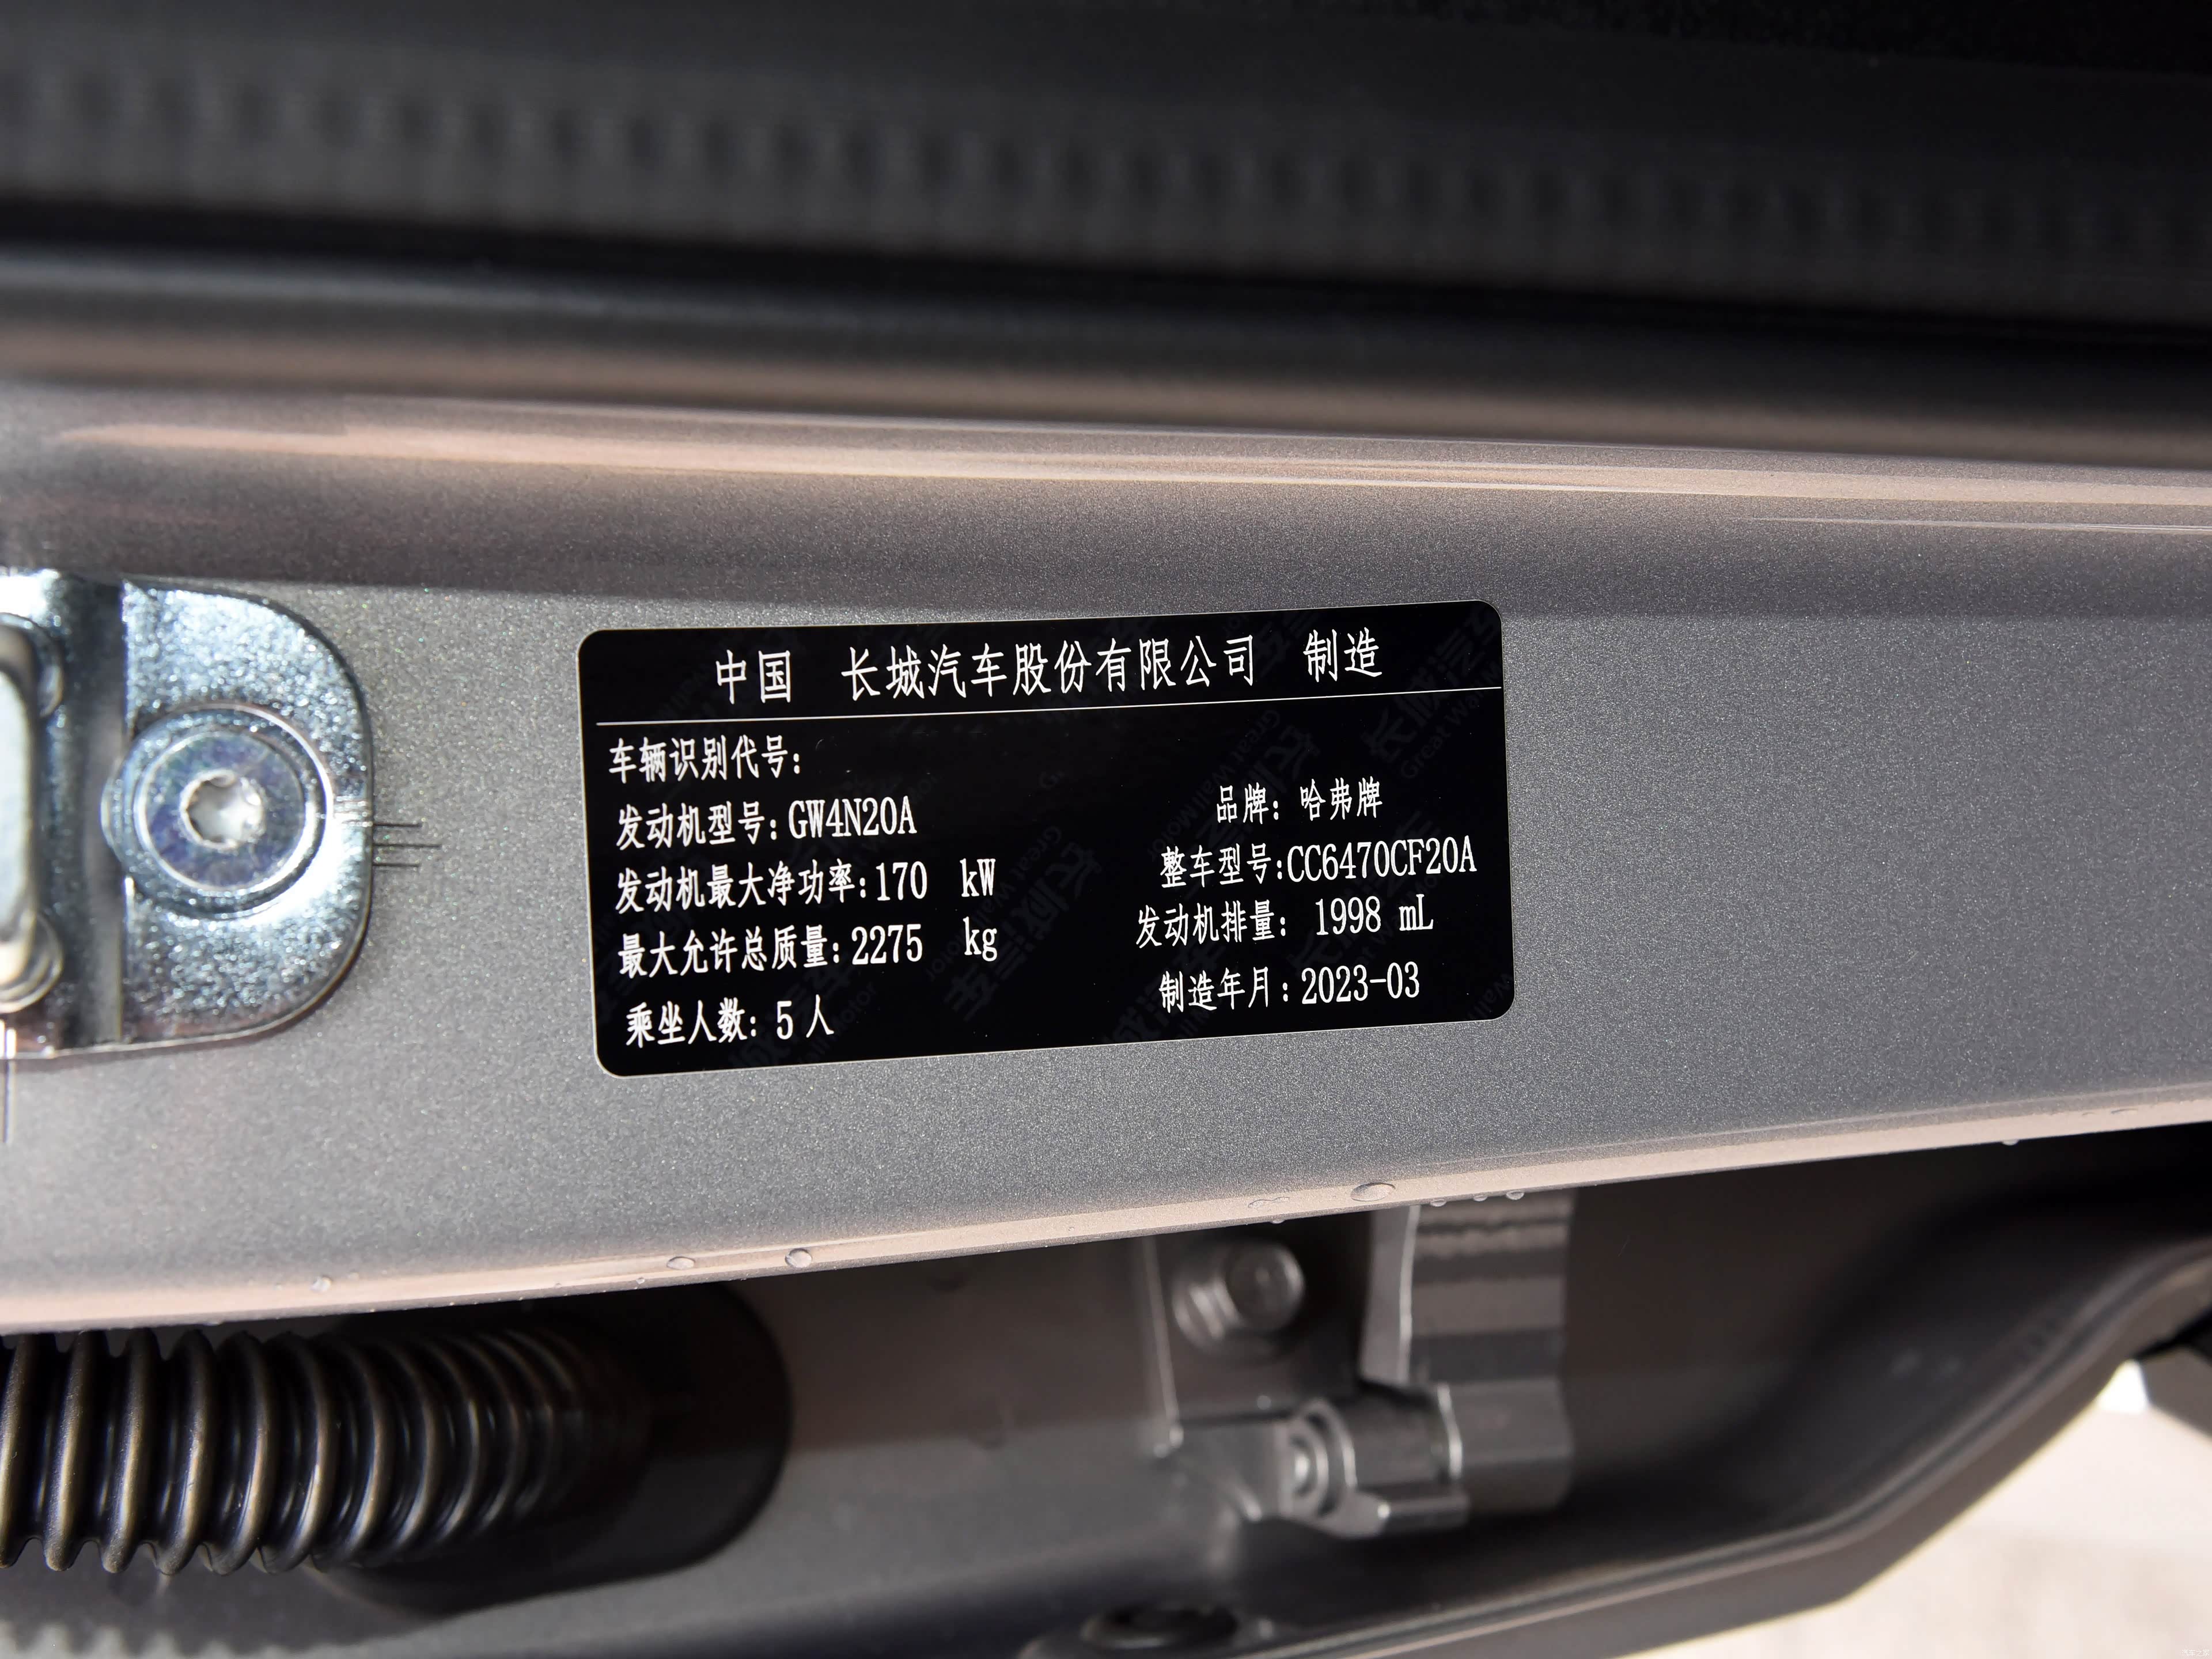 中国 长城汽车股份有限公司 制造
车辆识别代号:
发动机型号: GW4N20A
品牌: 哈弗牌
发动机最大净功率: 170 kW
整车型号: CC6470CF20A
最大允许总质量: 2275 kg
发动机排量: 1998 mL
乘坐人数: 5 人
制造年月: 2023-03